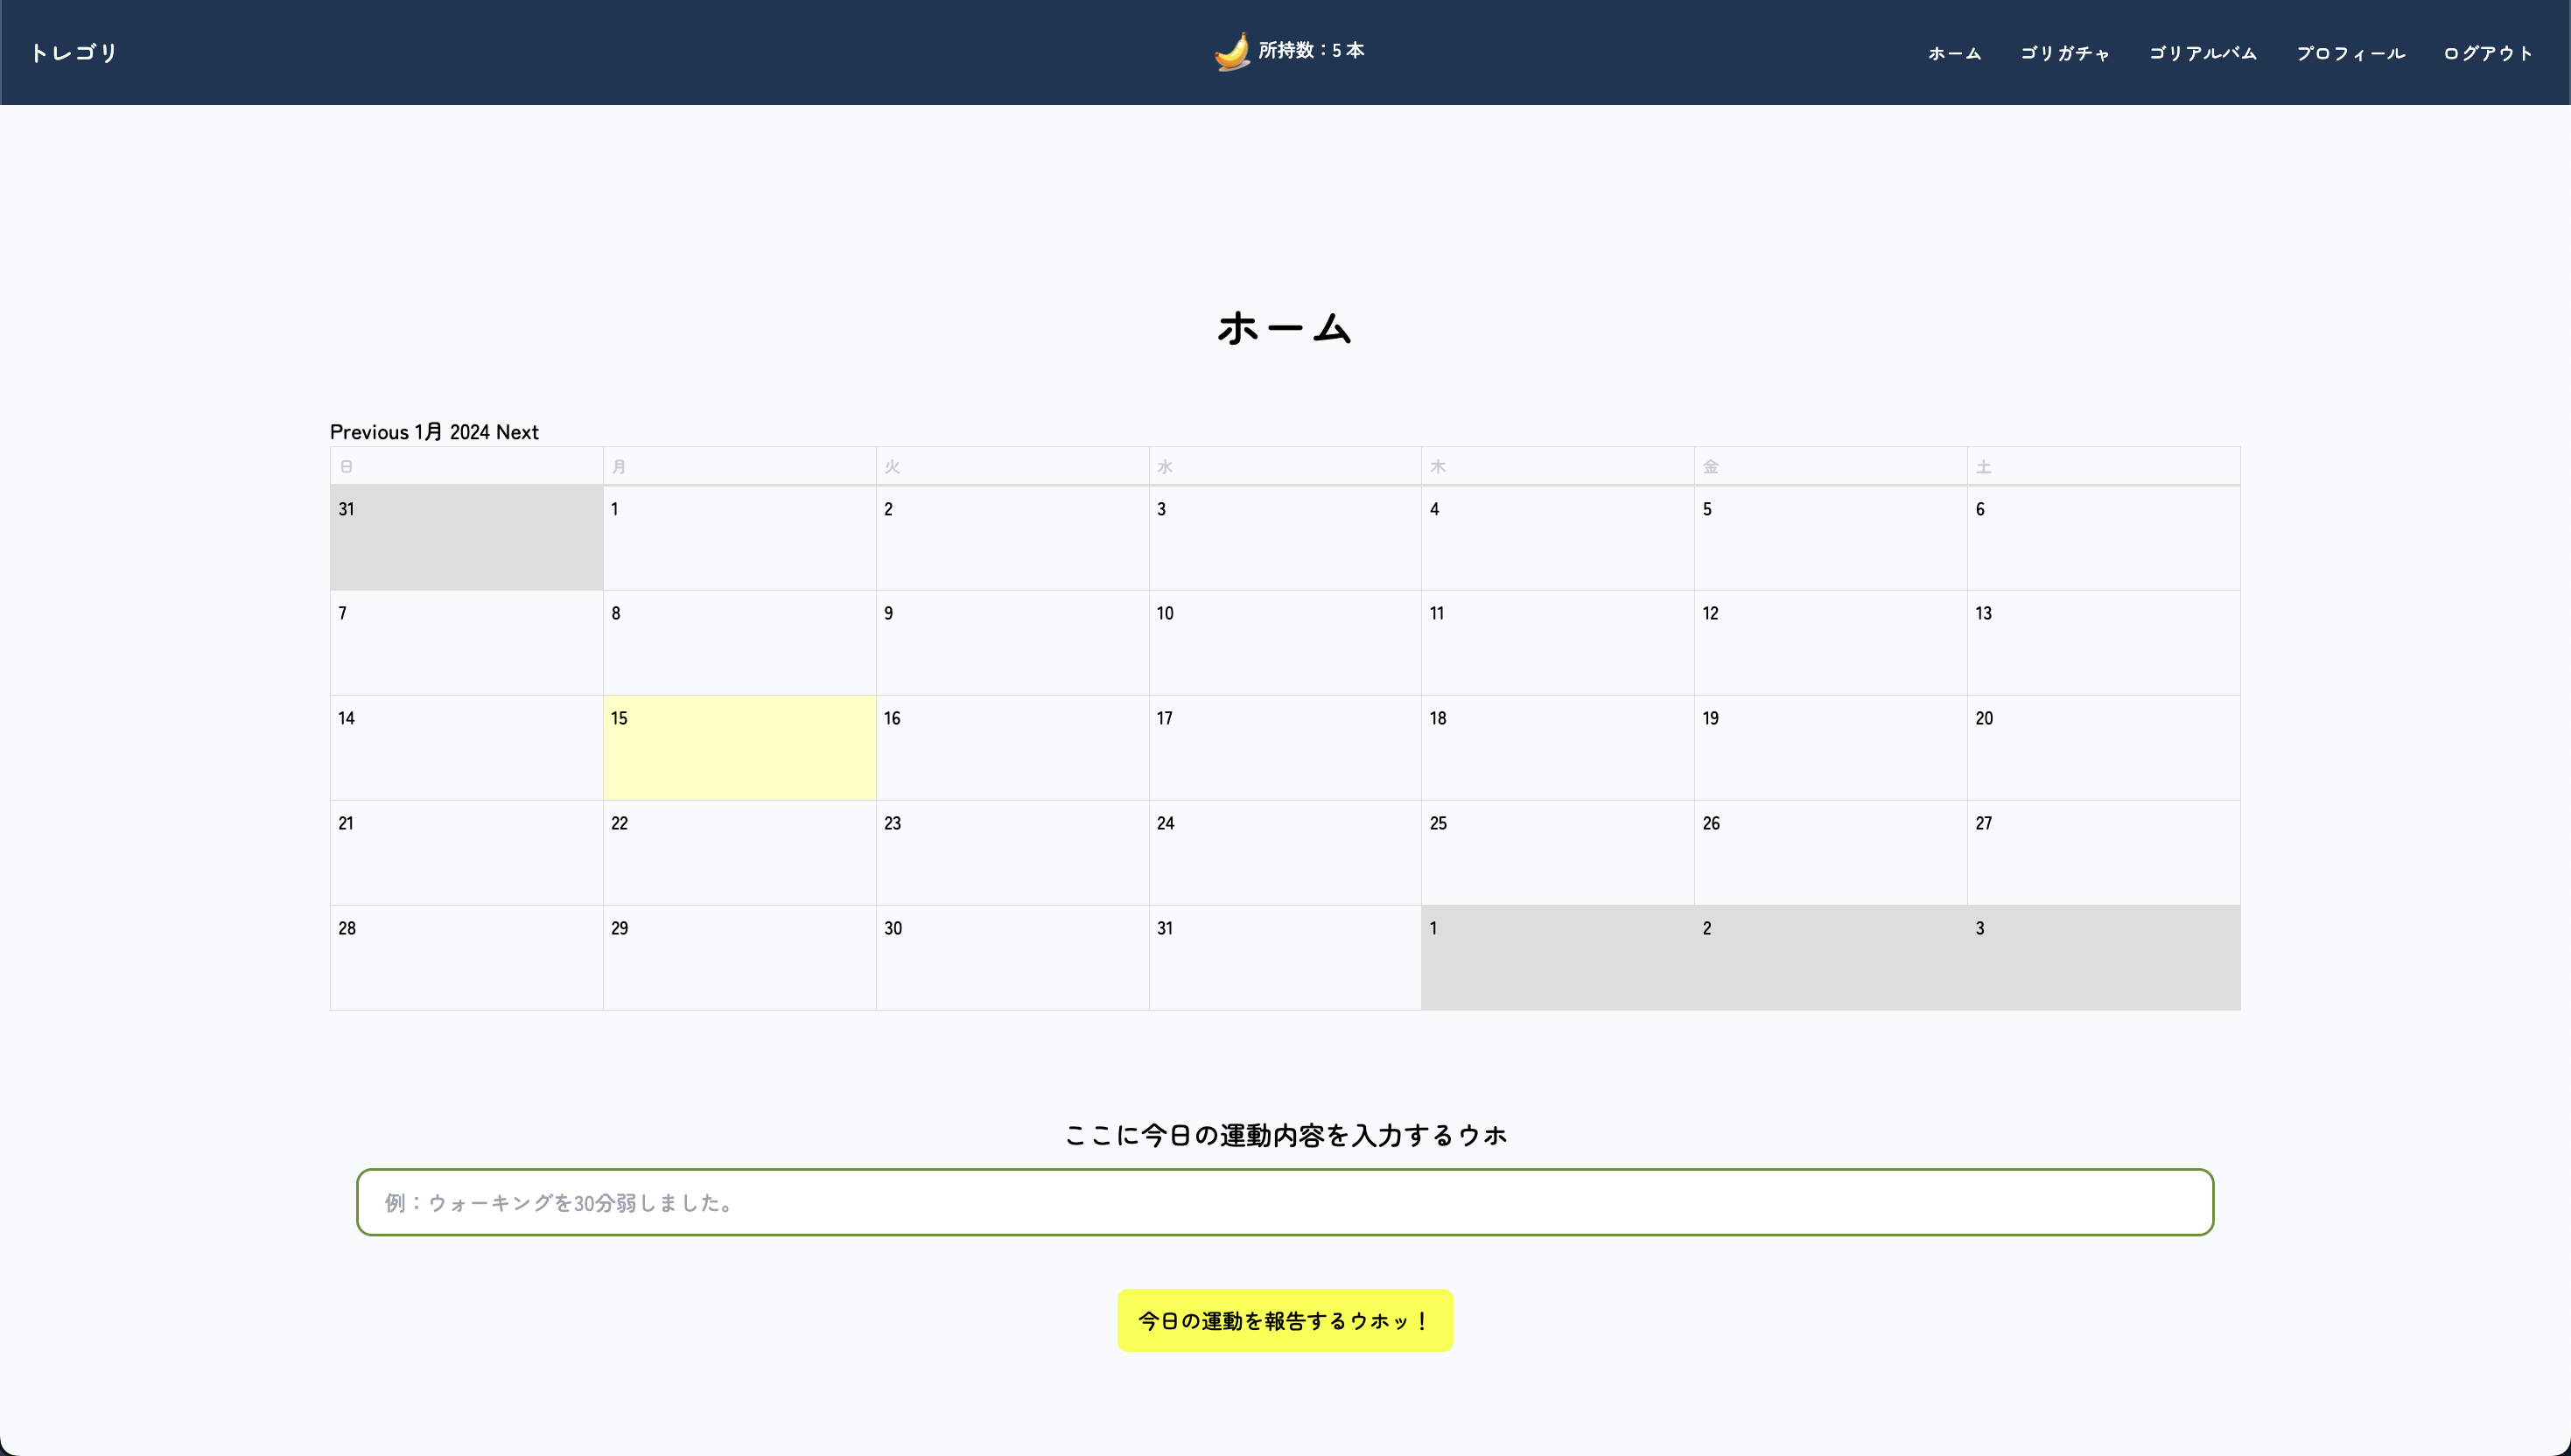 トレゴリ
所持数：5 本
ホーム ゴリガチャ ゴリアルバム プロフィール ログアウト
ホーム
Previous 1月 2024 Next
日 月 火 水 木 金 土
31 1 2 3 4 5 6
7 8 9 10 11 12 13
14 15 16 17 18 19 20
21 22 23 24 25 26 27
28 29 30 31 1 2 3
ここに今日の運動内容を入力するウホ
例：ウォーキングを30分弱しました。
今日の運動を報告するウホッ！